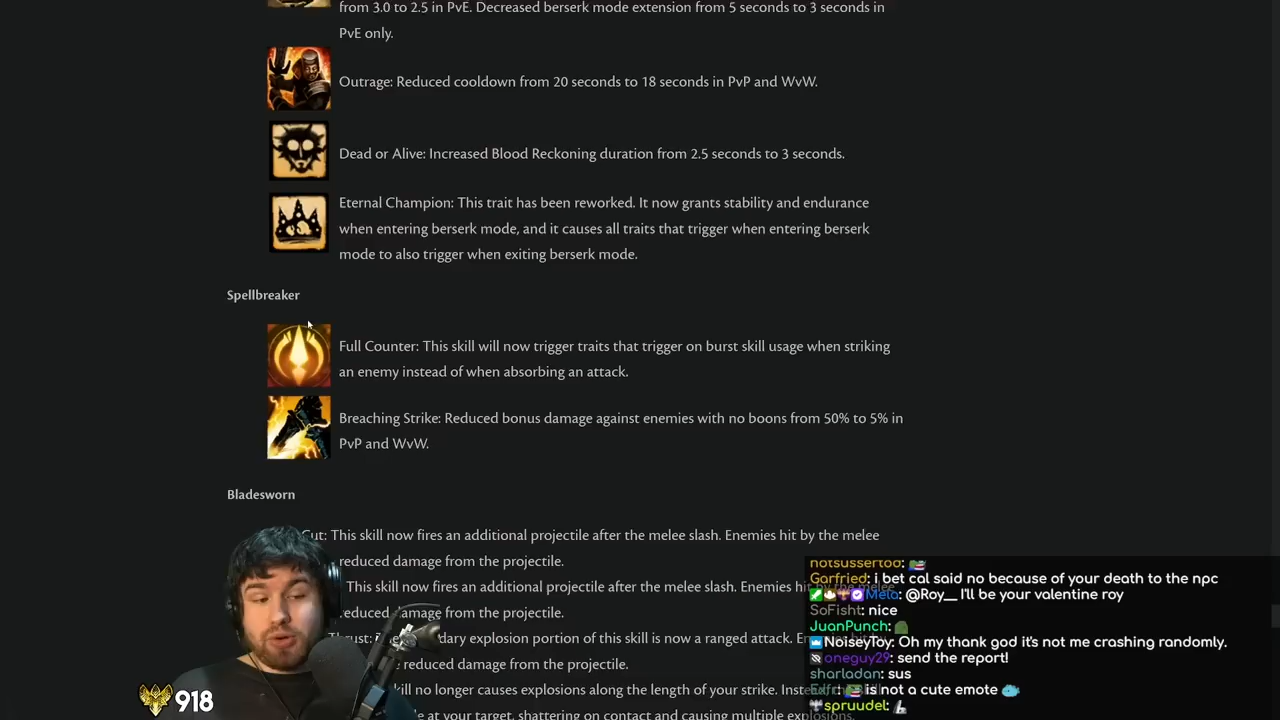 from 3.0 to 2.5 in PvE. Decreased berserk mode extension from 5 seconds to 3 seconds in
PvE only.
Outrage: Reduced cooldown from 20 seconds to 18 seconds in PvP and WvW.
Dead or Alive: Increased Blood Reckoning duration from 2.5 seconds to 3 seconds.
Eternal Champion: This trait has been reworked. It now grants stability and endurance
when entering berserk mode, and it causes all traits that trigger when entering berserk
mode to also trigger when exiting berserk mode.
Spellbreaker
Full Counter: This skill will now trigger traits that trigger on burst skill usage when striking
an enemy instead of when absorbing an attack.
Breaching Strike: Reduced bonus damage against enemies with no boons from 50% to 5% in
PvP and WvW.
Bladesworn
Cut: This skill now fires an additional projectile after the melee slash. Enemies hit by the melee
reduced damage from the projectile.
This skill now fires an additional projectile after the melee slash. Enemies hit by the melee
reduced damage from the projectile.
Thrust: explosion portion of this skill is now a ranged attack.
reduced damage from the projectile.
skill no longer causes explosions along the length of your strike.
at your target, shattering on contact and causing multiple explosions.
notsussertoo:
Garfried: i bet cal said no because of your death to the npc
Mela: @Roy__ I'll be your valentine roy
SoFisht: nice
JuanPunch:
NoiseyToy: Oh my thank god it's not me crashing randomly.
oneguy29: send the report!
sharladan: sus
Edfr: is not a cute emote
spruudel:
918